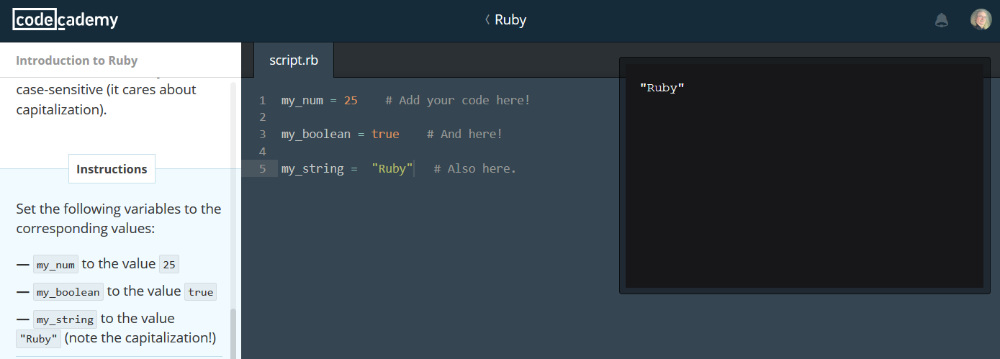 codecademy
〈 Ruby
Introduction to Ruby
case-sensitive (it cares about
capitalization).
Instructions
Set the following variables to the
corresponding values:
— my_num to the value 25
— my_boolean to the value true
— my_string to the value
"Ruby" (note the capitalization!)
script.rb
1 my_num = 25    # Add your code here!
2
3 my_boolean = true    # And here!
4
5 my_string =  "Ruby"   # Also here.
"Ruby"